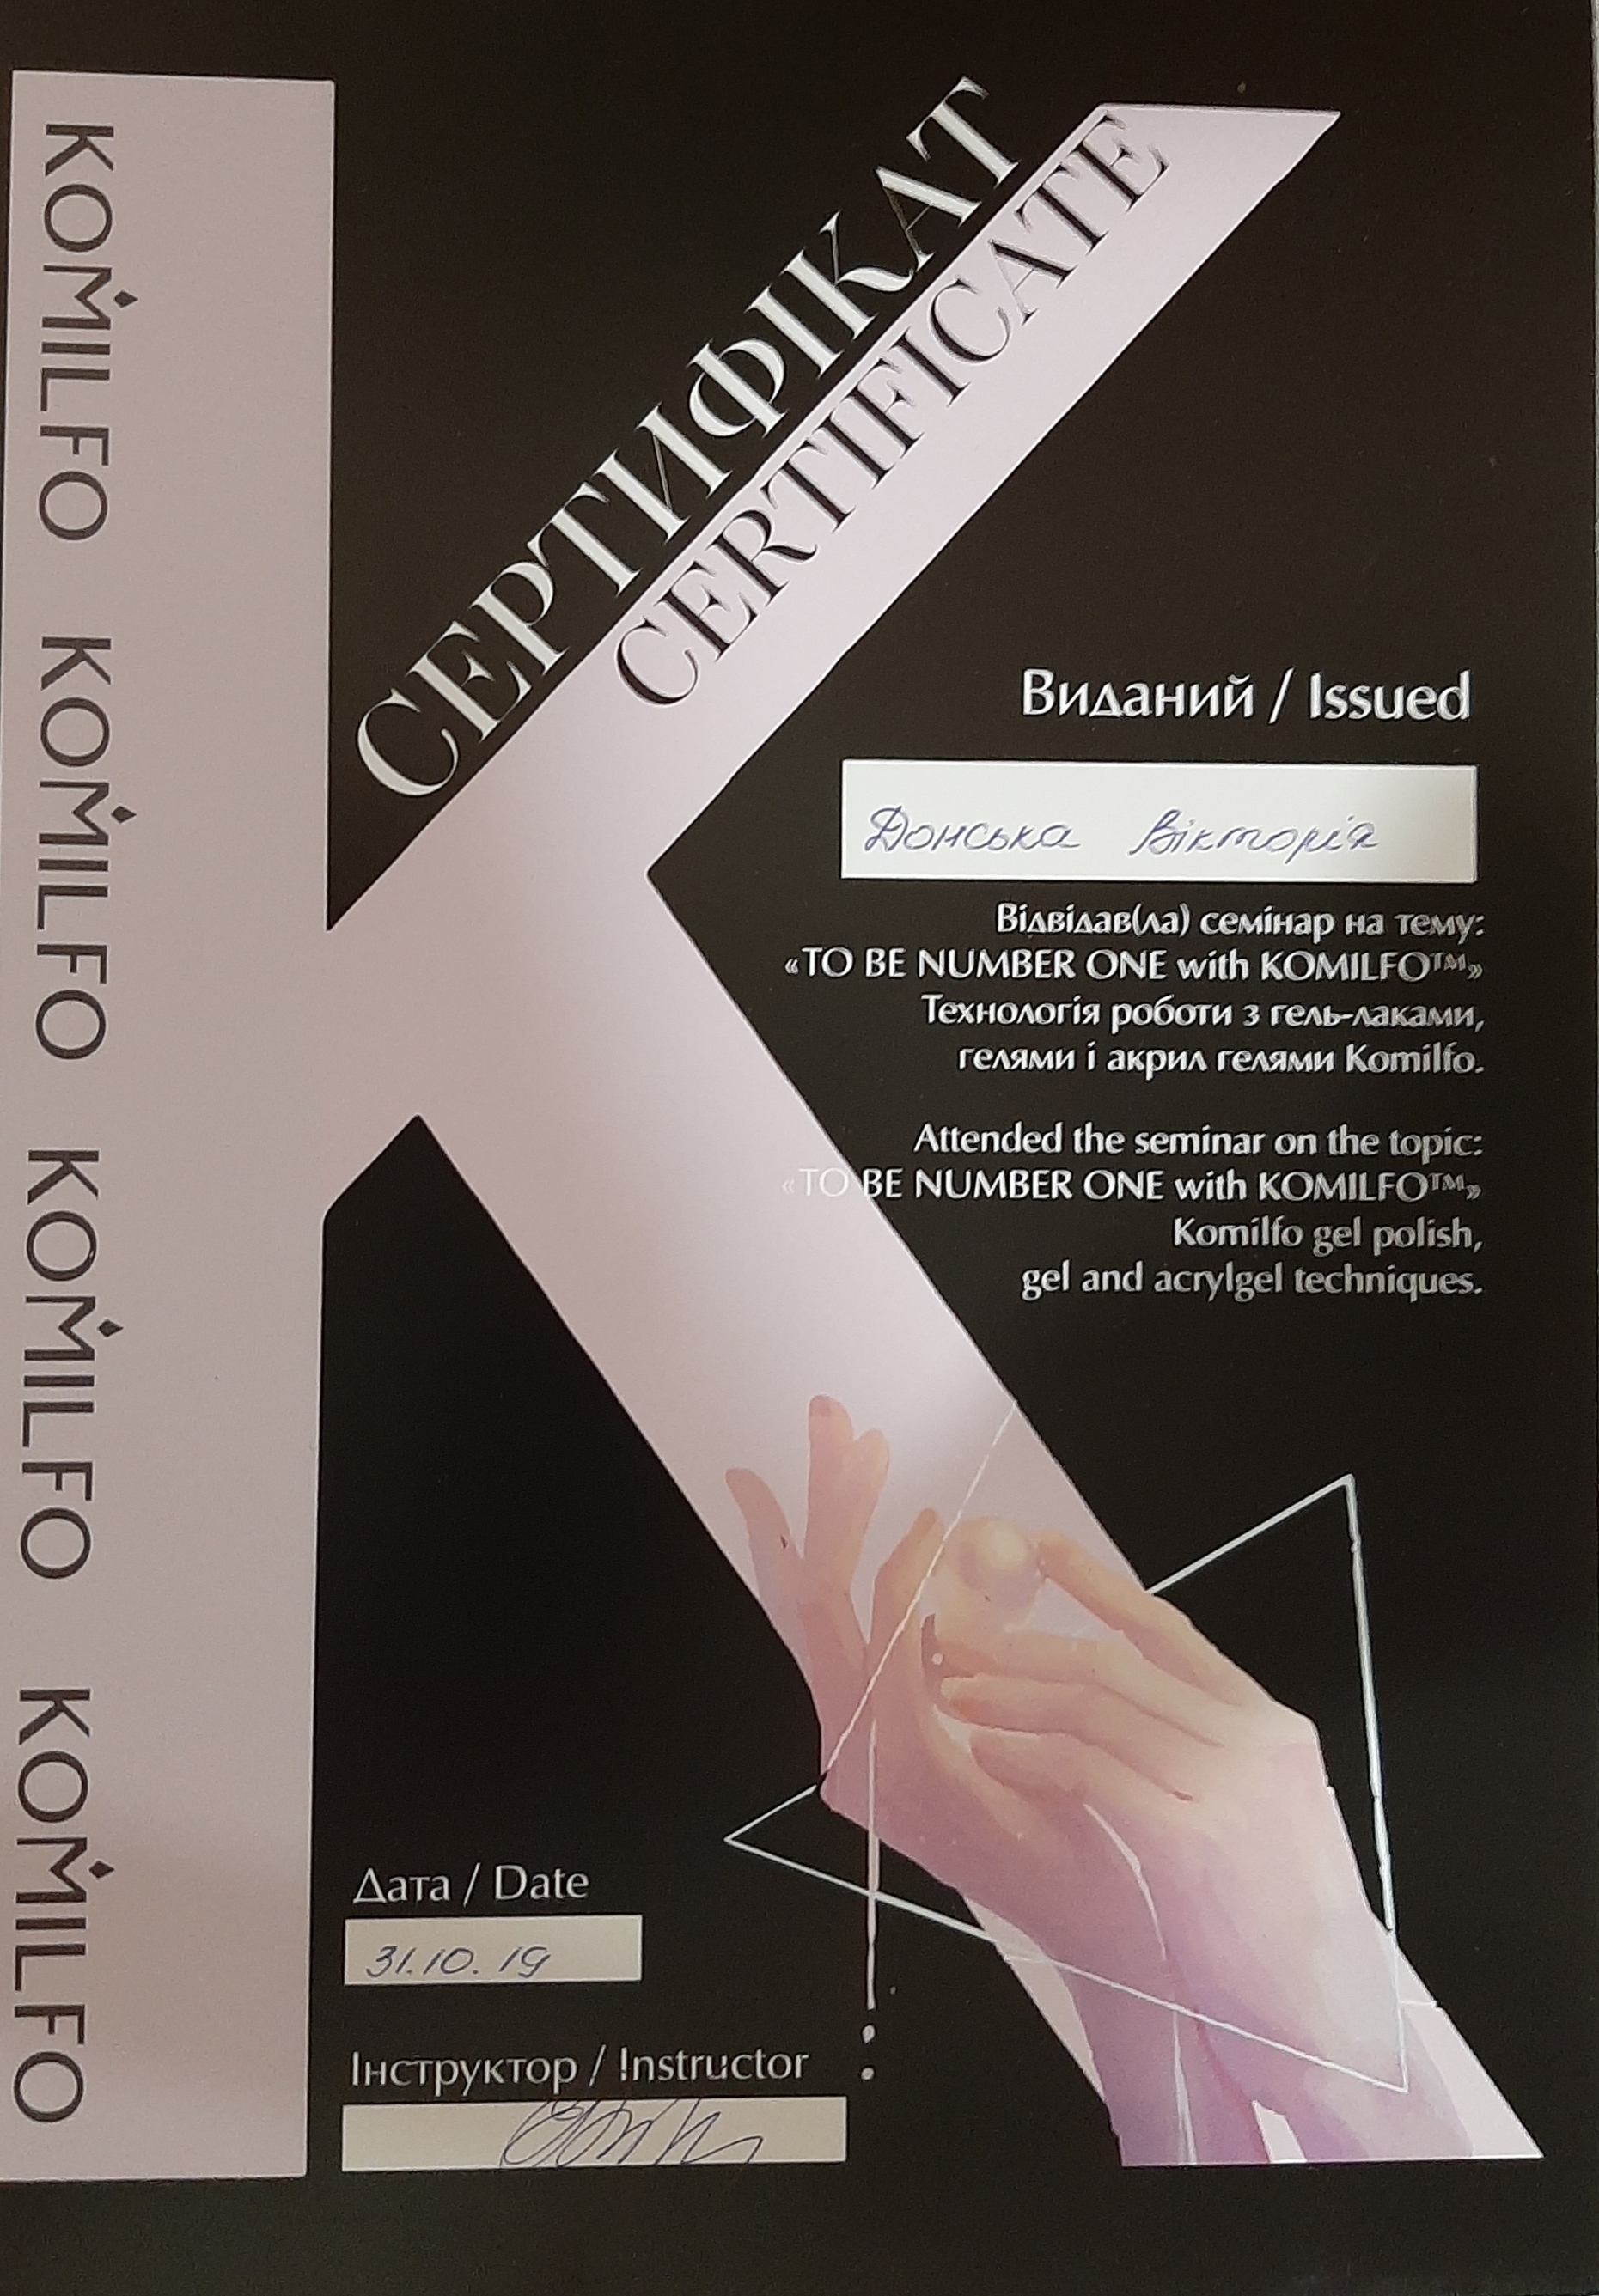 KOMILFO KOMILFO KOMILFO KOMILFO
СЕРТИФІКАТ
CERTIFICATE
Виданий / Issued
Донська Вікторія
Відвідав(ла) семінар на тему:
«TO BE NUMBER ONE with KOMILFO™»
Технологія роботи з гель-лаками,
гелями і акрил гелями Komilfo.
Attended the seminar on the topic:
«TO BE NUMBER ONE with KOMILFO™»
Komilfo gel polish,
gel and acrylgel techniques.
Дата / Date
31.10.19
Інструктор / Instructor